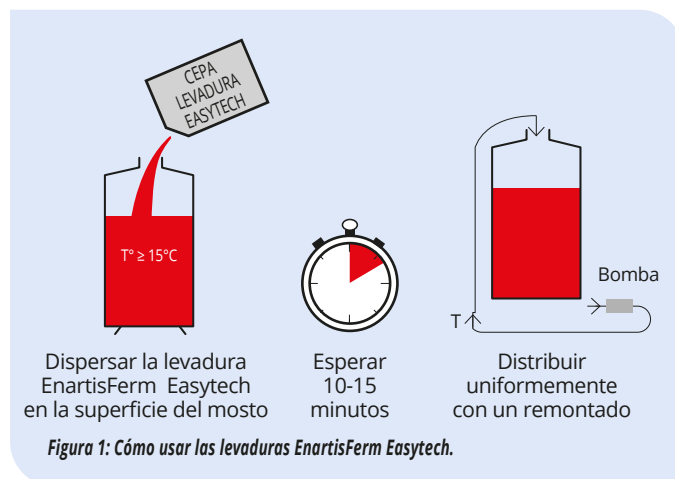 CEPA
LEVADURA
EASYTECH
T° ≥ 15°C
Bomba
T
Dispersar la levadura
EnartisFerm Easytech
en la superficie del mosto
Esperar
10-15
minutos
Distribuir
uniformemente
con un remontado
Figura 1: Cómo usar las levaduras EnartisFerm Easytech.